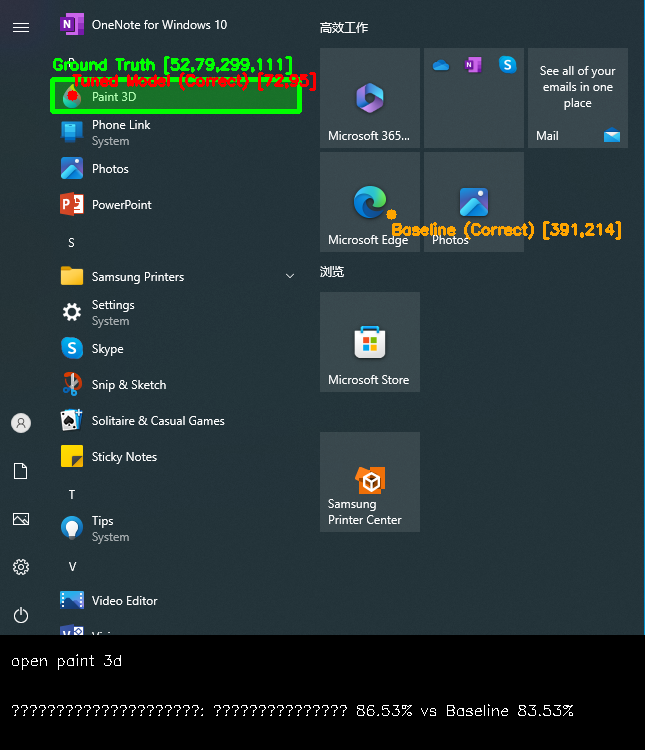 OneNote for Windows 10
Ground Truth [52,79,299,111]
Tuned Model (Correct) [72,95]
Paint 3D
Phone Link
System
Photos
PowerPoint
S
Samsung Printers
Settings
System
Skype
Snip & Sketch
Solitaire & Casual Games
Sticky Notes
T
Tips
System
V
Video Editor
高效工作
Microsoft 365...
See all of your
emails in one
place
Mail
Microsoft Edge
Photos
Baseline (Correct) [391,214]
浏览
Microsoft Store
Samsung
Printer Center
open paint 3d
?????????????????????: ??????????????? 86.53% vs Baseline 83.53%